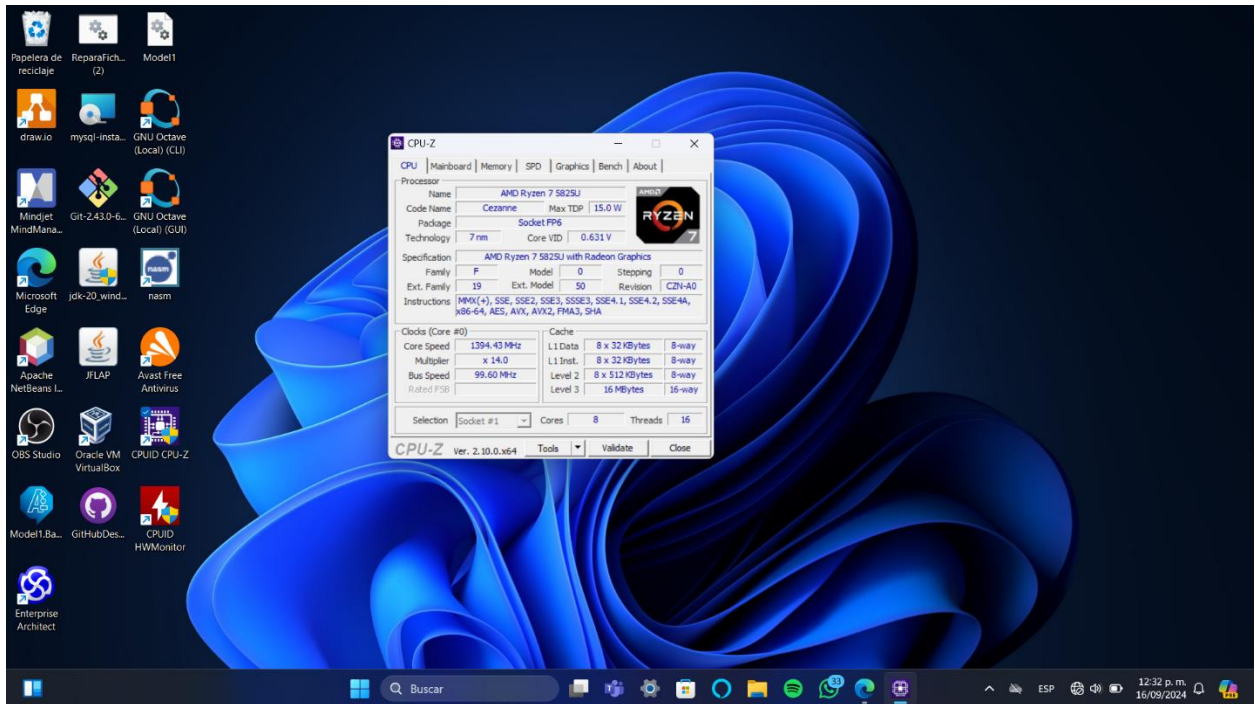 Papelera de
reciclaje
ReparaFich...
(2)
Model1
draw.io
mysql-insta...
GNU Octave
(Local) (CLI)
Mindjet
MindMana...
Git-2.43.0-6...
GNU Octave
(Local) (GUI)
Microsoft
Edge
jdk-20_wind...
nasm
nasm
Apache
NetBeans I...
JFLAP
Avast Free
Antivirus
OBS Studio
Oracle VM
VirtualBox
CPUID CPU-Z
Model1.Ba...
GitHubDes...
CPUID
HWMonitor
Enterprise
Architect
CPU-Z
CPU Mainboard Memory SPD Graphics Bench About
Processor
Name AMD Ryzen 7 5825U
Code Name Cezanne Max TDP 15.0 W
Package Socket FP6
Technology 7 nm Core VID 0.631 V
AMD
RYZEN
7
Specification AMD Ryzen 7 5825U with Radeon Graphics
Family F Model 0 Stepping 0
Ext. Family 19 Ext. Model 50 Revision CZN-A0
Instructions MMX(+), SSE, SSE2, SSE3, SSSE3, SSE4.1, SSE4.2, SSE4A,
x86-64, AES, AVX, AVX2, FMA3, SHA
Clocks (Core #0)
Core Speed 1394.43 MHz
Multiplier x 14.0
Bus Speed 99.60 MHz
Rated FSB
Cache
L1 Data 8 x 32 KBytes 8-way
L1 Inst. 8 x 32 KBytes 8-way
Level 2 8 x 512 KBytes 8-way
Level 3 16 MBytes 16-way
Selection Socket #1 Cores 8 Threads 16
CPU-Z Ver. 2.10.0.x64 Tools Validate Close
Buscar
33
ESP
12:32 p. m.
16/09/2024
PRE